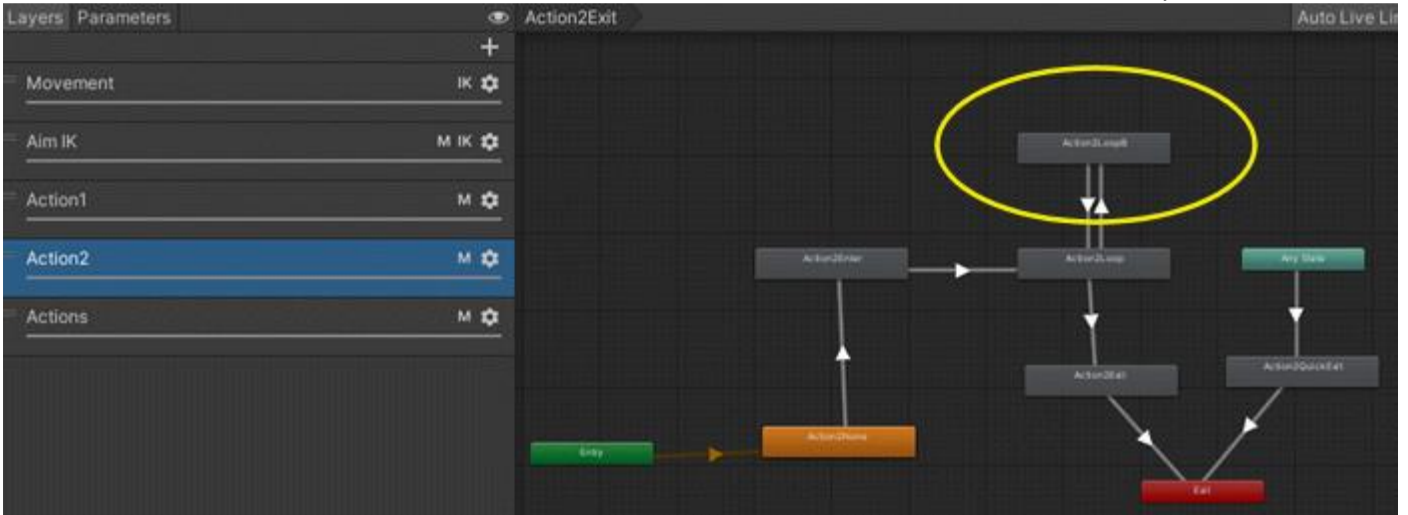 Layers Parameters
Action2Exit
Auto Live Li
Movement IK
Aim IK M IK
Action1 M
Action2 M
Actions M
Action2LoopB
Action2Enter
Action2Loop
Any State
Action2Exit
Action2QuickExit
Action2None
Entry
Exit